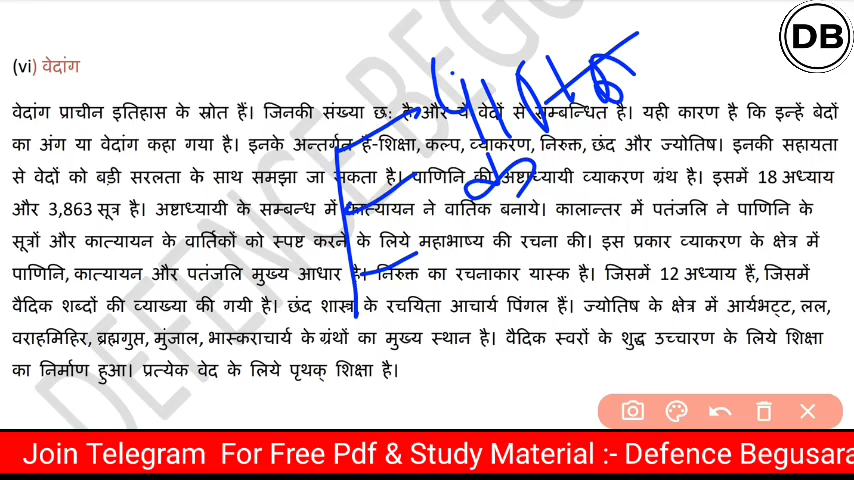 DB
(vi) वेदांग
वेदांग प्राचीन इतिहास के स्रोत हैं। जिनकी संख्या छ: है और ये वेदों से सम्बन्धित है। यही कारण है कि इन्हें बेदों
का अंग या वेदांग कहा गया है। इनके अन्तर्गत हैं-शिक्षा, कल्प, व्याकरण, निरुक्त, छंद और ज्योतिष। इनकी सहायता
से वेदों को बड़ी सरलता के साथ समझा जा सकता है। पाणिनि की अष्टाध्यायी व्याकरण ग्रंथ है। इसमें 18 अध्याय
और 3,863 सूत्र है। अष्टाध्यायी के सम्बन्ध में कात्यायन ने वार्तिक बनाये। कालान्तर में पतंजलि ने पाणिनि के
सूत्रों और कात्यायन के वार्तिकों को स्पष्ट करने के लिये महाभाष्य की रचना की। इस प्रकार व्याकरण के क्षेत्र में
पाणिनि, कात्यायन और पतंजलि मुख्य आधार है। निरुक्त का रचनाकार यास्क है। जिसमें 12 अध्याय हैं, जिसमें
वैदिक शब्दों की व्याख्या की गयी है। छंद शास्त्र के रचयिता आचार्य पिंगल हैं। ज्योतिष के क्षेत्र में आर्यभट्ट, लल,
वराहमिहिर, ब्रह्मगुप्त, मुंजाल, भास्कराचार्य के ग्रंथों का मुख्य स्थान है। वैदिक स्वरों के शुद्ध उच्चारण के लिये शिक्षा
का निर्माण हुआ। प्रत्येक वेद के लिये पृथक् शिक्षा है।
DEFENCE BEGU
Join Telegram For Free Pdf & Study Material :- Defence Begusara